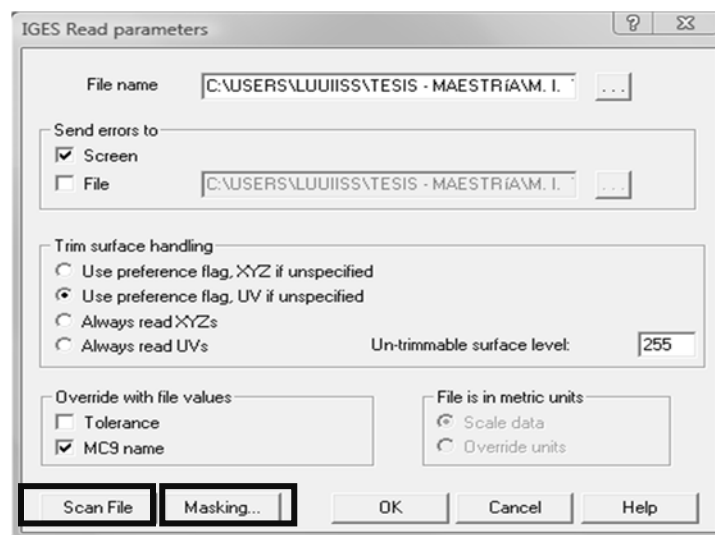 IGES Read parameters
File name C:\USERS\LUUIISS\TESIS - MAESTRíA\M. I. ...
Send errors to
Screen
File C:\USERS\LUUIISS\TESIS - MAESTRíA\M. I. ...
Trim surface handling
Use preference flag, XYZ if unspecified
Use preference flag, UV if unspecified
Always read XYZs
Always read UVs Un-trimmable surface level: 255
Override with file values File is in metric units
Tolerance Scale data
MC9 name Override units
Scan File Masking... OK Cancel Help